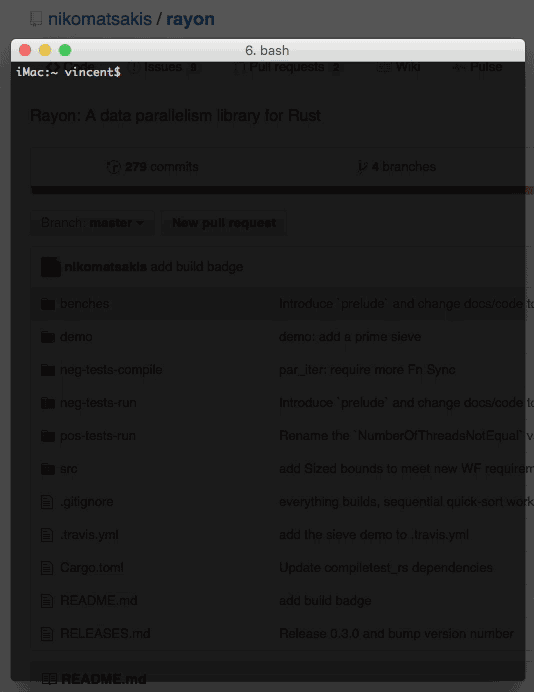 nikomatsakis / rayon
6. bash
Code Issues 8 Pull requests 2 Wiki Pulse
iMac:~ vincent$
Rayon: A data parallelism library for Rust
279 commits 4 branches
Branch: master New pull request
nikomatsakis add build badge
benches Introduce `prelude` and change docs/code to
demo demo: add a prime sieve
neg-tests-compile par_iter: require more Fn Sync
neg-tests-run Introduce `prelude` and change docs/code to
pos-tests-run Rename the `NumberOfThreadsNotEqual` v
src add Sized bounds to meet new WF requirem
.gitignore everything builds, sequential quick-sort work
.travis.yml add the sieve demo to .travis.yml
Cargo.toml Update compiletest_rs dependencies
README.md add build badge
RELEASES.md Release 0.3.0 and bump version number
README.md